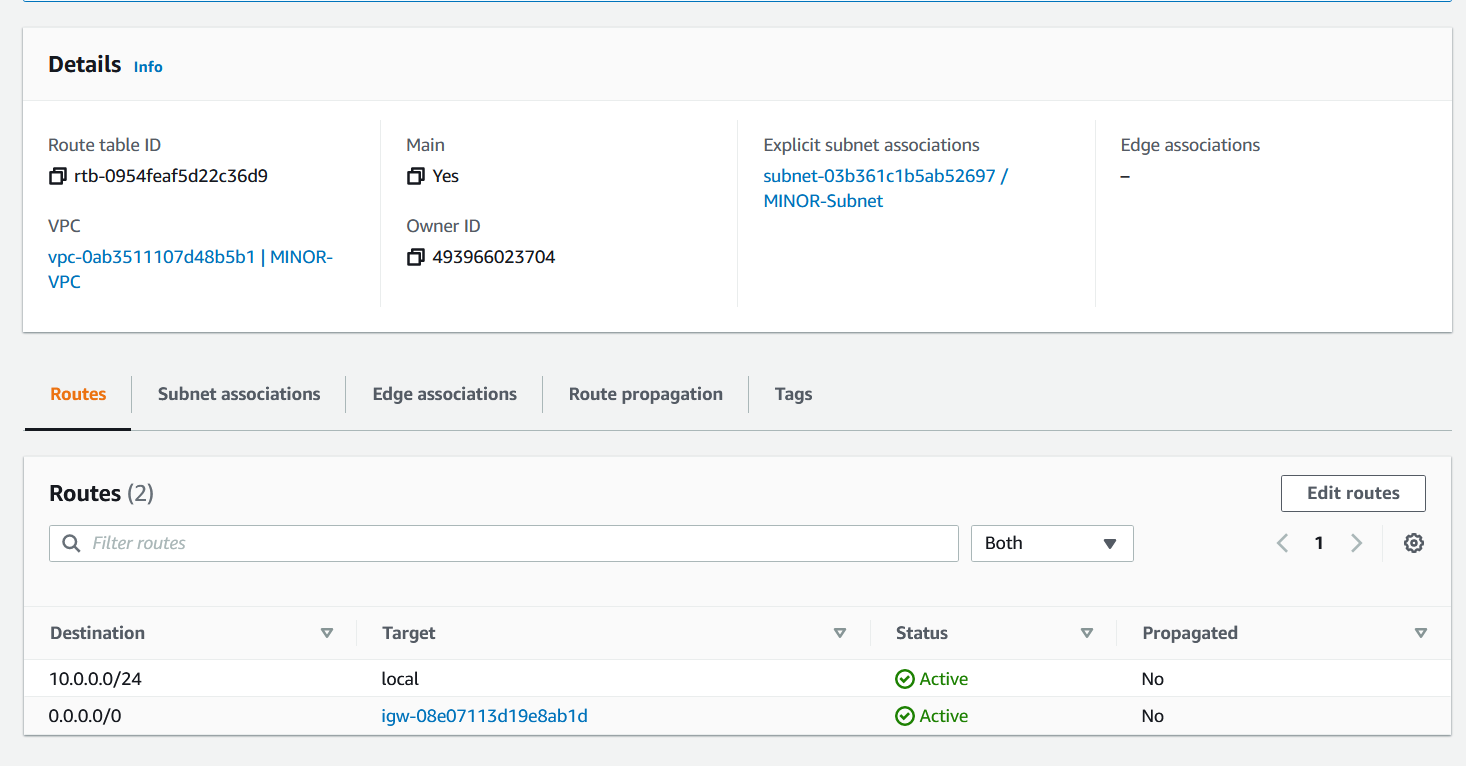 Details Info
Route table ID
rtb-0954feaf5d22c36d9
Main
Yes
Explicit subnet associations
subnet-03b361c1b5ab52697 /
MINOR-Subnet
Edge associations
–
VPC
vpc-0ab3511107d48b5b1 | MINOR-
VPC
Owner ID
493966023704
Routes Subnet associations Edge associations Route propagation Tags
Routes (2) Edit routes
Filter routes Both 1
Destination Target Status Propagated
10.0.0.0/24 local Active No
0.0.0.0/0 igw-08e07113d19e8ab1d Active No